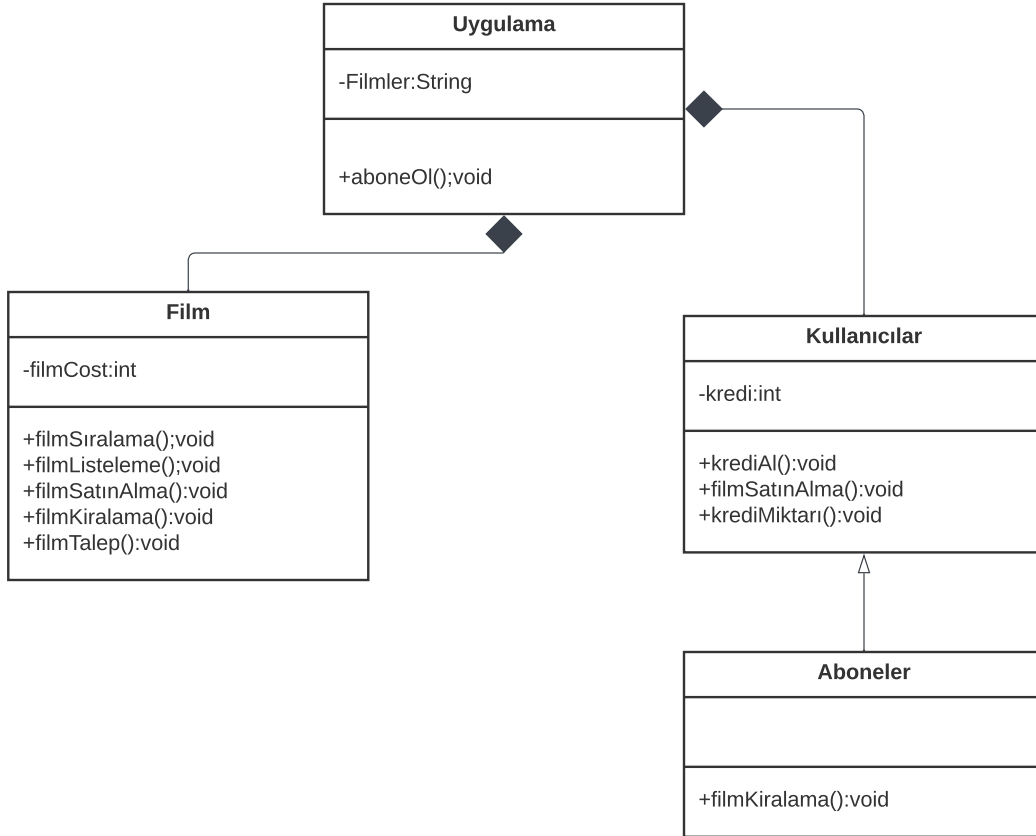 Uygulama
-Filmler:String
+aboneOl();void
Film
-filmCost:int
+filmSıralama();void
+filmListeleme();void
+filmSatınAlma():void
+filmKiralama():void
+filmTalep():void
Kullanıcılar
-kredi:int
+krediAl():void
+filmSatınAlma():void
+krediMiktarı():void
Aboneler
+filmKiralama():void